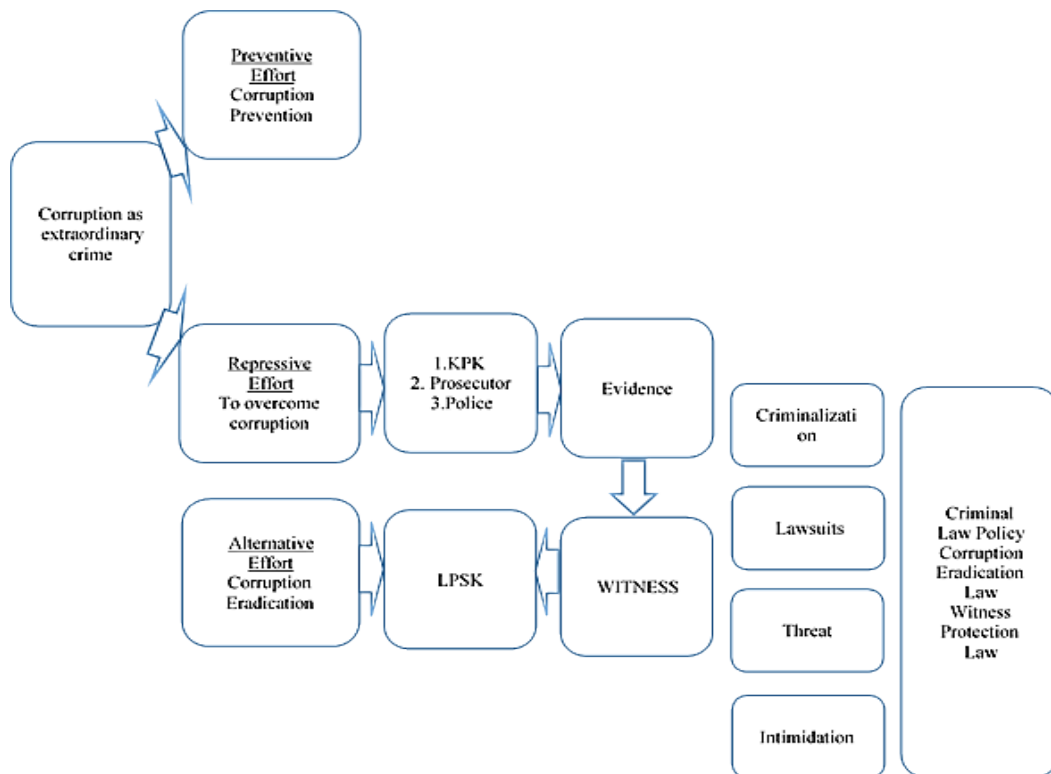 Preventive
Effort
Corruption
Prevention
Corruption as
extraordinary
crime
Repressive
Effort
To overcome
corruption
1.KPK
2. Prosecutor
3.Police
Evidence
Alternative
Effort
Corruption
Eradication
LPSK
WITNESS
Criminalizati
on
Lawsuits
Threat
Intimidation
Criminal
Law Policy
Corruption
Eradication
Law
Witness
Protection
Law